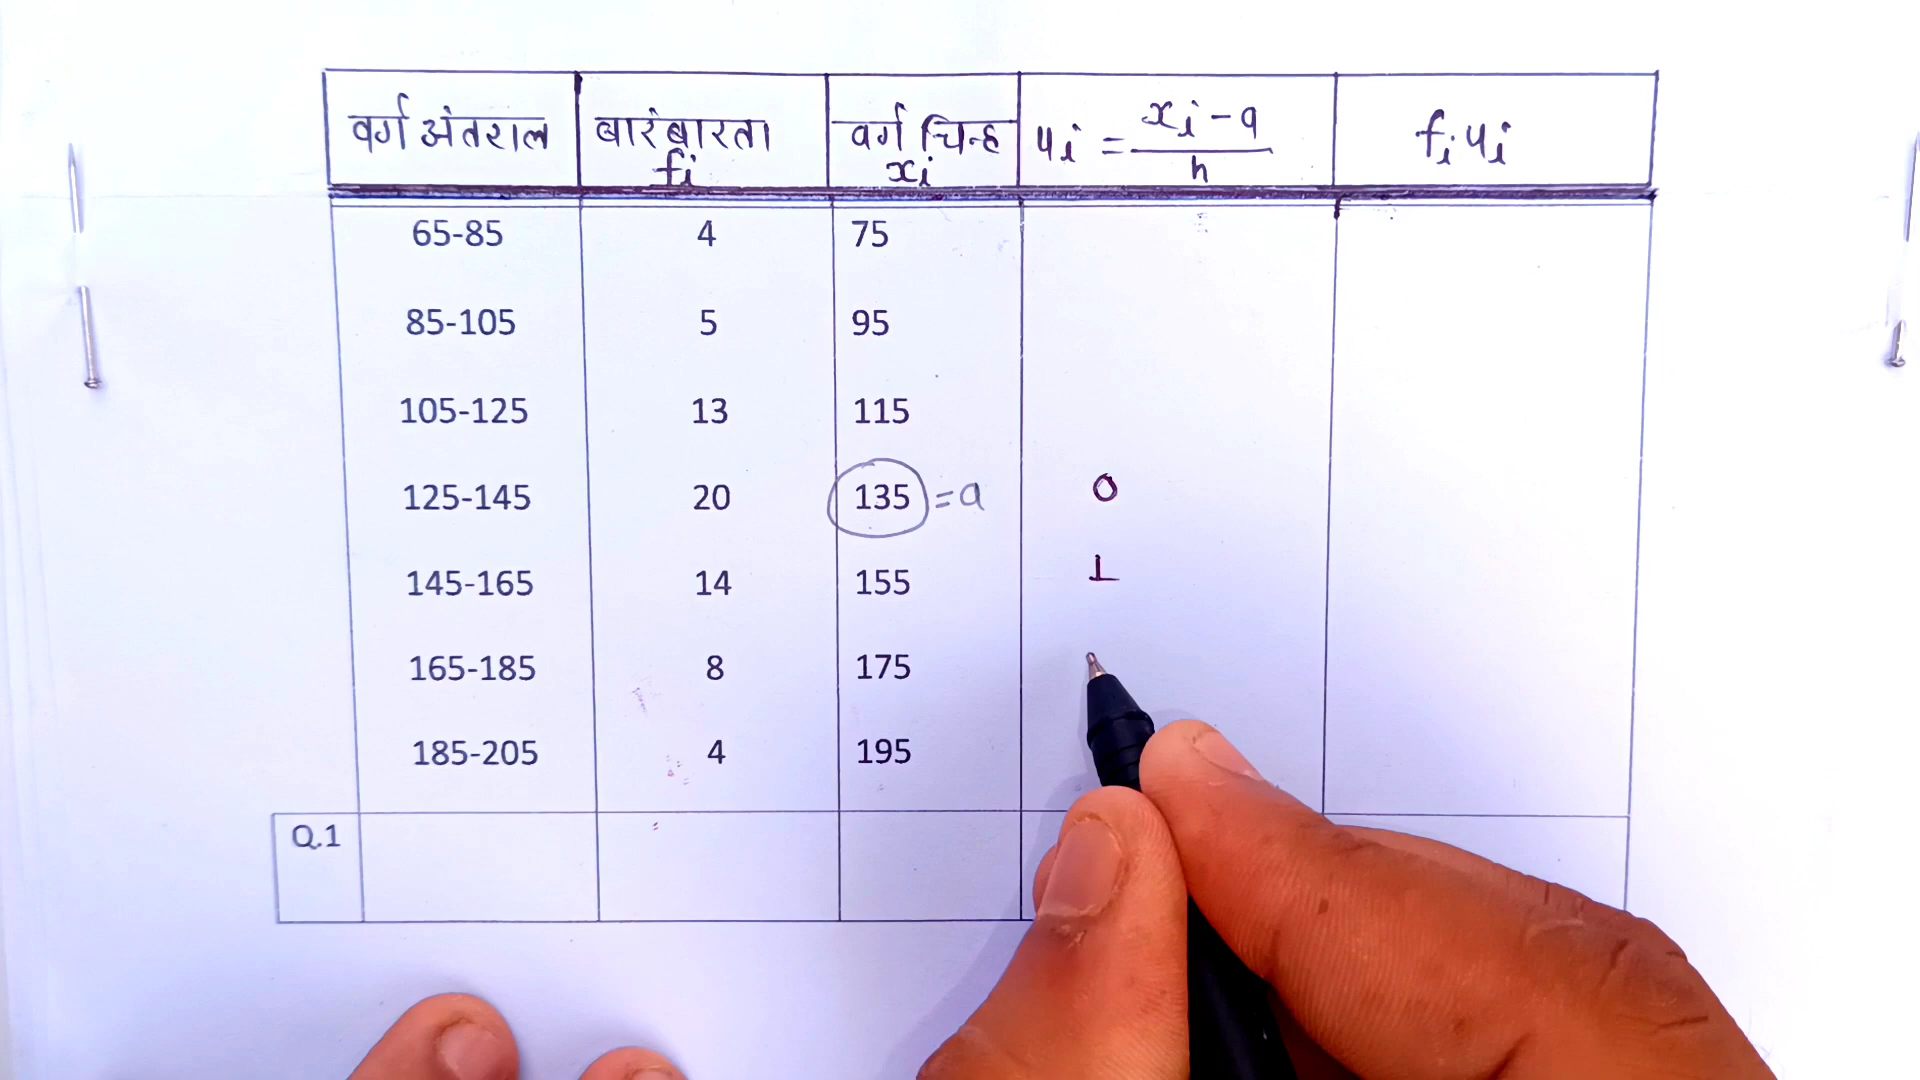 वर्ग अंतराल बारंबारता fi वर्ग चिन्ह xi ui = xi - a / h fi ui
65-85 4 75
85-105 5 95
105-125 13 115
125-145 20 135 = a 0
145-165 14 155 1
165-185 8 175
185-205 4 195
Q.1